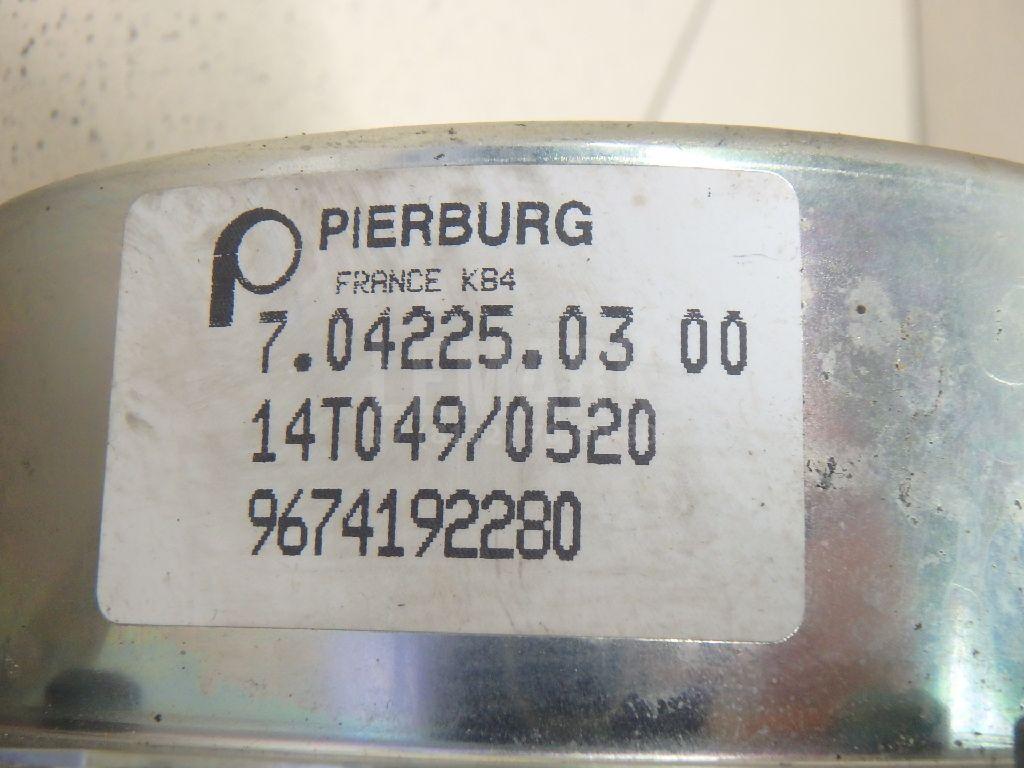 PIERBURG
FRANCE KB4
7.04225.03 00
14T049/0520
9674192280